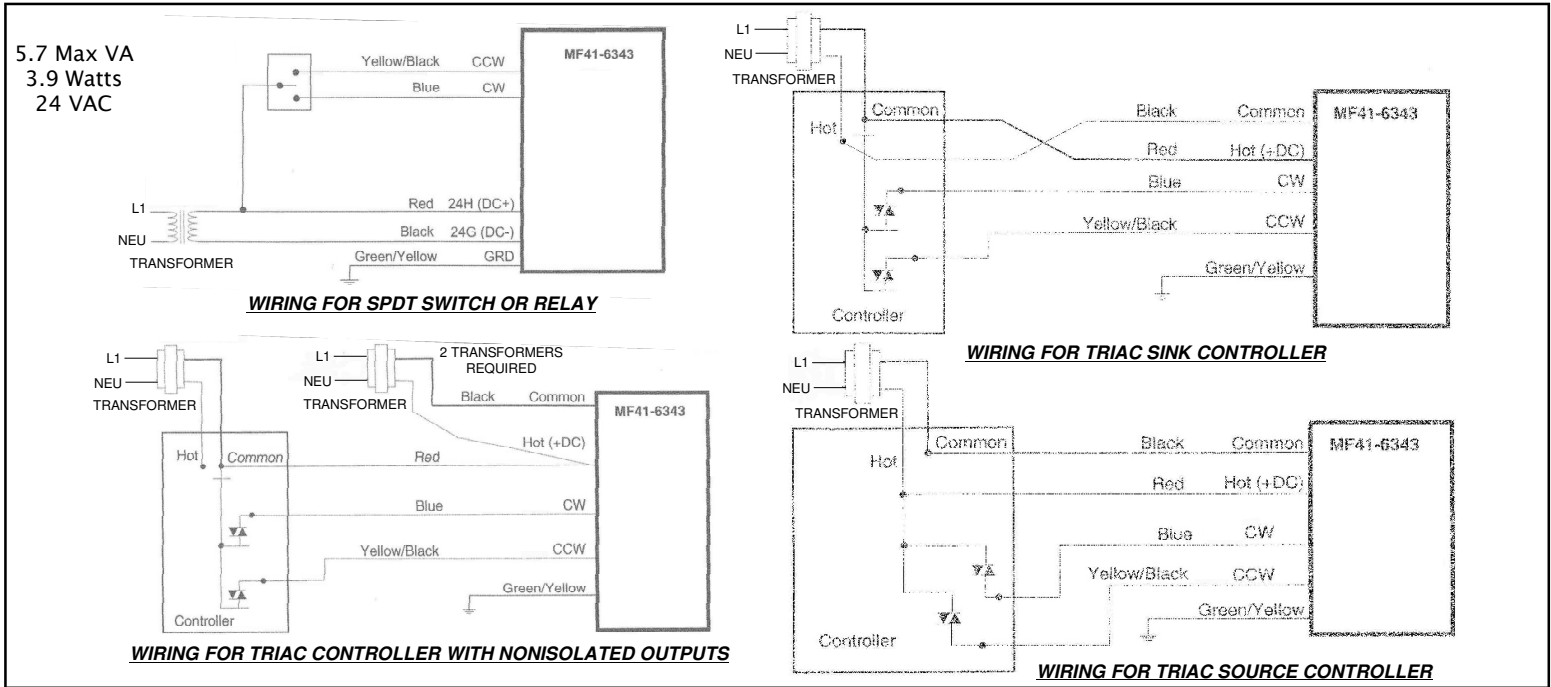 5.7 Max VA
3.9 Watts
24 VAC
MF41-6343
Yellow/Black CCW
Blue CW
L1
NEU
TRANSFORMER
Red 24H (DC+)
Black 24G (DC-)
Green/Yellow GRD
WIRING FOR SPDT SWITCH OR RELAY
L1
NEU
TRANSFORMER
Common
Hot
Black Common
MF41-6343
Red Hot (+DC)
Blue CW
Yellow/Black CCW
Green/Yellow
Controller
WIRING FOR TRIAC SINK CONTROLLER
L1
NEU
TRANSFORMER
L1
NEU
TRANSFORMER
2 TRANSFORMERS
REQUIRED
Black Common
MF41-6343
Hot (+DC)
Hot Common
Red
Blue CW
Yellow/Black CCW
Green/Yellow
Controller
WIRING FOR TRIAC CONTROLLER WITH NONISOLATED OUTPUTS
L1
NEU
TRANSFORMER
Common
Hot
Black Common
MF41-6343
Red Hot (+DC)
Blue CW
Yellow/Black CCW
Green/Yellow
Controller
WIRING FOR TRIAC SOURCE CONTROLLER